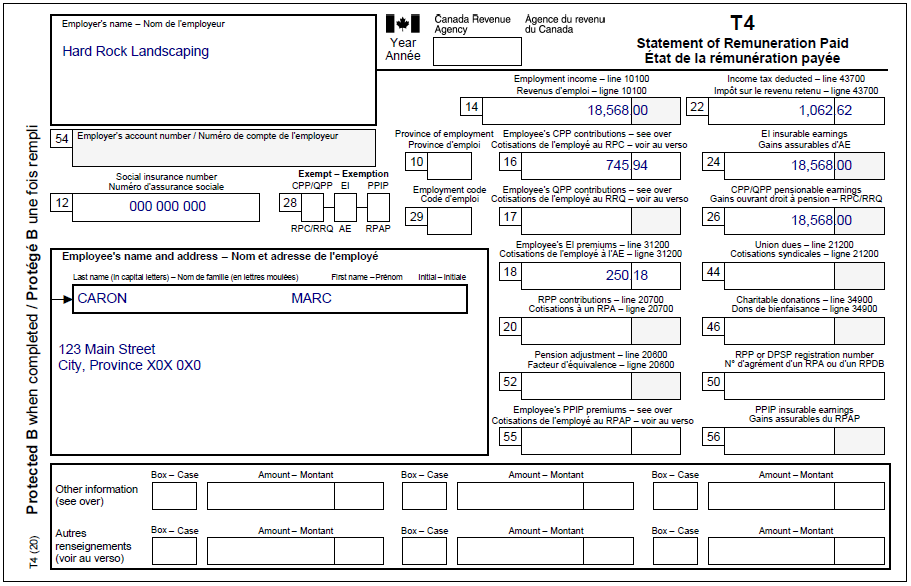 Employer's name – Nom de l'employeur
Hard Rock Landscaping
Canada Revenue Agency
Agence du revenu du Canada
Year
Année
T4
Statement of Remuneration Paid
État de la rémunération payée
Employment income – line 10100
Revenus d'emploi – ligne 10100
14 18,568.00
Income tax deducted – line 43700
Impôt sur le revenu retenu – ligne 43700
22 1,062.62
54 Employer's account number / Numéro de compte de l'employeur
Province of employment
Province d'emploi
10
Employee's CPP contributions – see over
Cotisations de l'employé au RPC – voir au verso
16 745.94
EI insurable earnings
Gains assurables d'AE
24 18,568.00
Social insurance number
Numéro d'assurance sociale
12 000 000 000
Exempt – Exemption
CPP/QPP EI PPIP
28
RPC/RRQ AE RPAP
Employment code
Code d'emploi
29
Employee's QPP contributions – see over
Cotisations de l'employé au RRQ – voir au verso
17
CPP/QPP pensionable earnings
Gains ouvrant droit à pension – RPC/RRQ
26 18,568.00
Employee's name and address – Nom et adresse de l'employé
Last name (in capital letters) – Nom de famille (en lettres moulées) First name – Prénom Initial – Initiale
CARON MARC
123 Main Street
City, Province X0X 0X0
Employee's EI premiums – line 31200
Cotisations de l'employé à l'AE – ligne 31200
18 250.18
Union dues – line 21200
Cotisations syndicales – ligne 21200
44
RPP contributions – line 20700
Cotisations à un RPA – ligne 20700
20
Charitable donations – line 34900
Dons de bienfaisance – ligne 34900
46
Pension adjustment – line 20600
Facteur d'équivalence – ligne 20600
52
RPP or DPSP registration number
N° d'agrément d'un RPA ou d'un RPDB
50
Employee's PPIP premiums – see over
Cotisations de l'employé au RPAP – voir au verso
55
PPIP insurable earnings
Gains assurables du RPAP
56
Other information
(see over)
Box – Case Amount – Montant Box – Case Amount – Montant Box – Case Amount – Montant
Autres
renseignements
(voir au verso)
Box – Case Amount – Montant Box – Case Amount – Montant Box – Case Amount – Montant
Protected B when completed / Protégé B une fois rempli
T4 (20)